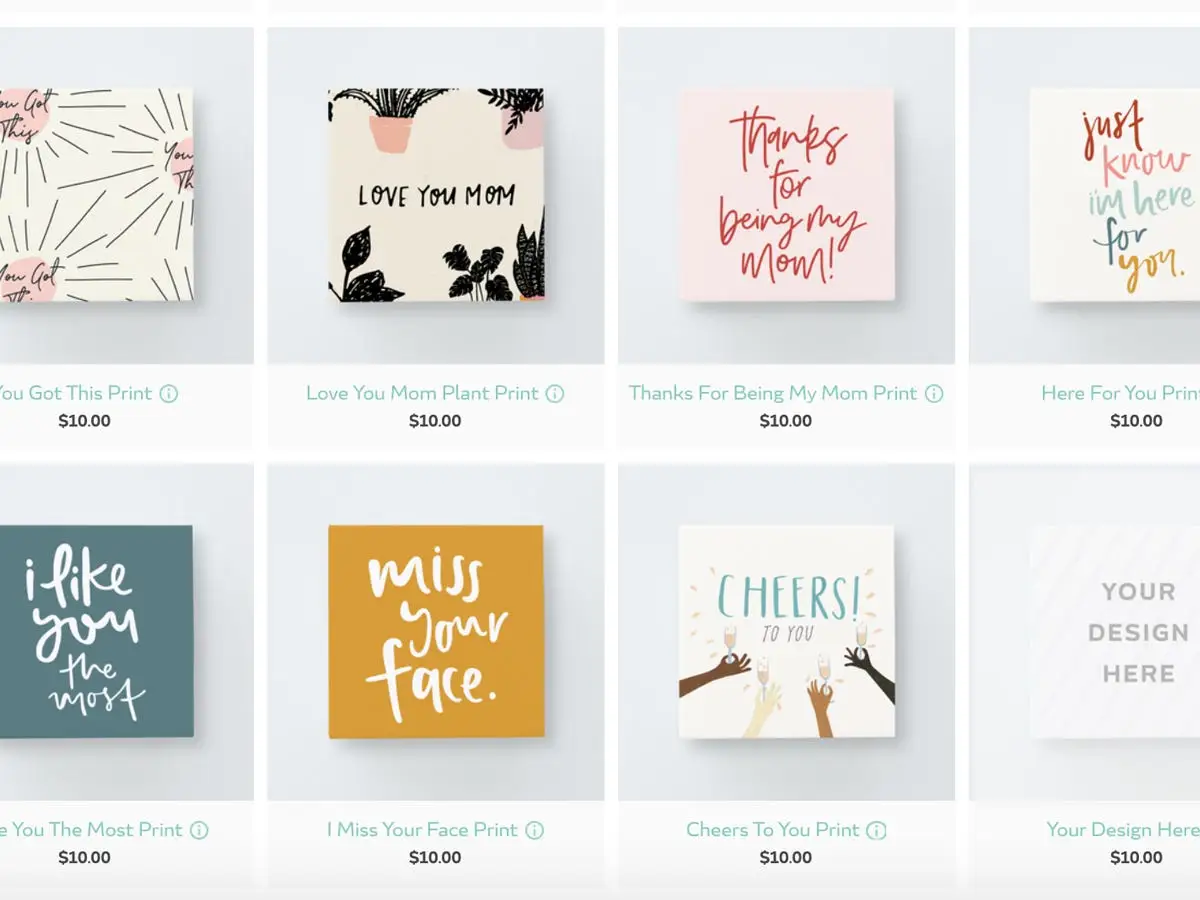 You Got
This
You
Th
You Got
This
LOVE YOU MOM
thanks
for
being my
mom!
just
know
i'm here
for
you.
You Got This Print
$10.00
Love You Mom Plant Print
$10.00
Thanks For Being My Mom Print
$10.00
Here For You Print
$10.00
i like
you
the
most
miss
your
face.
CHEERS!
TO YOU
YOUR
DESIGN
HERE
e You The Most Print
$10.00
I Miss Your Face Print
$10.00
Cheers To You Print
$10.00
Your Design Here
$10.00